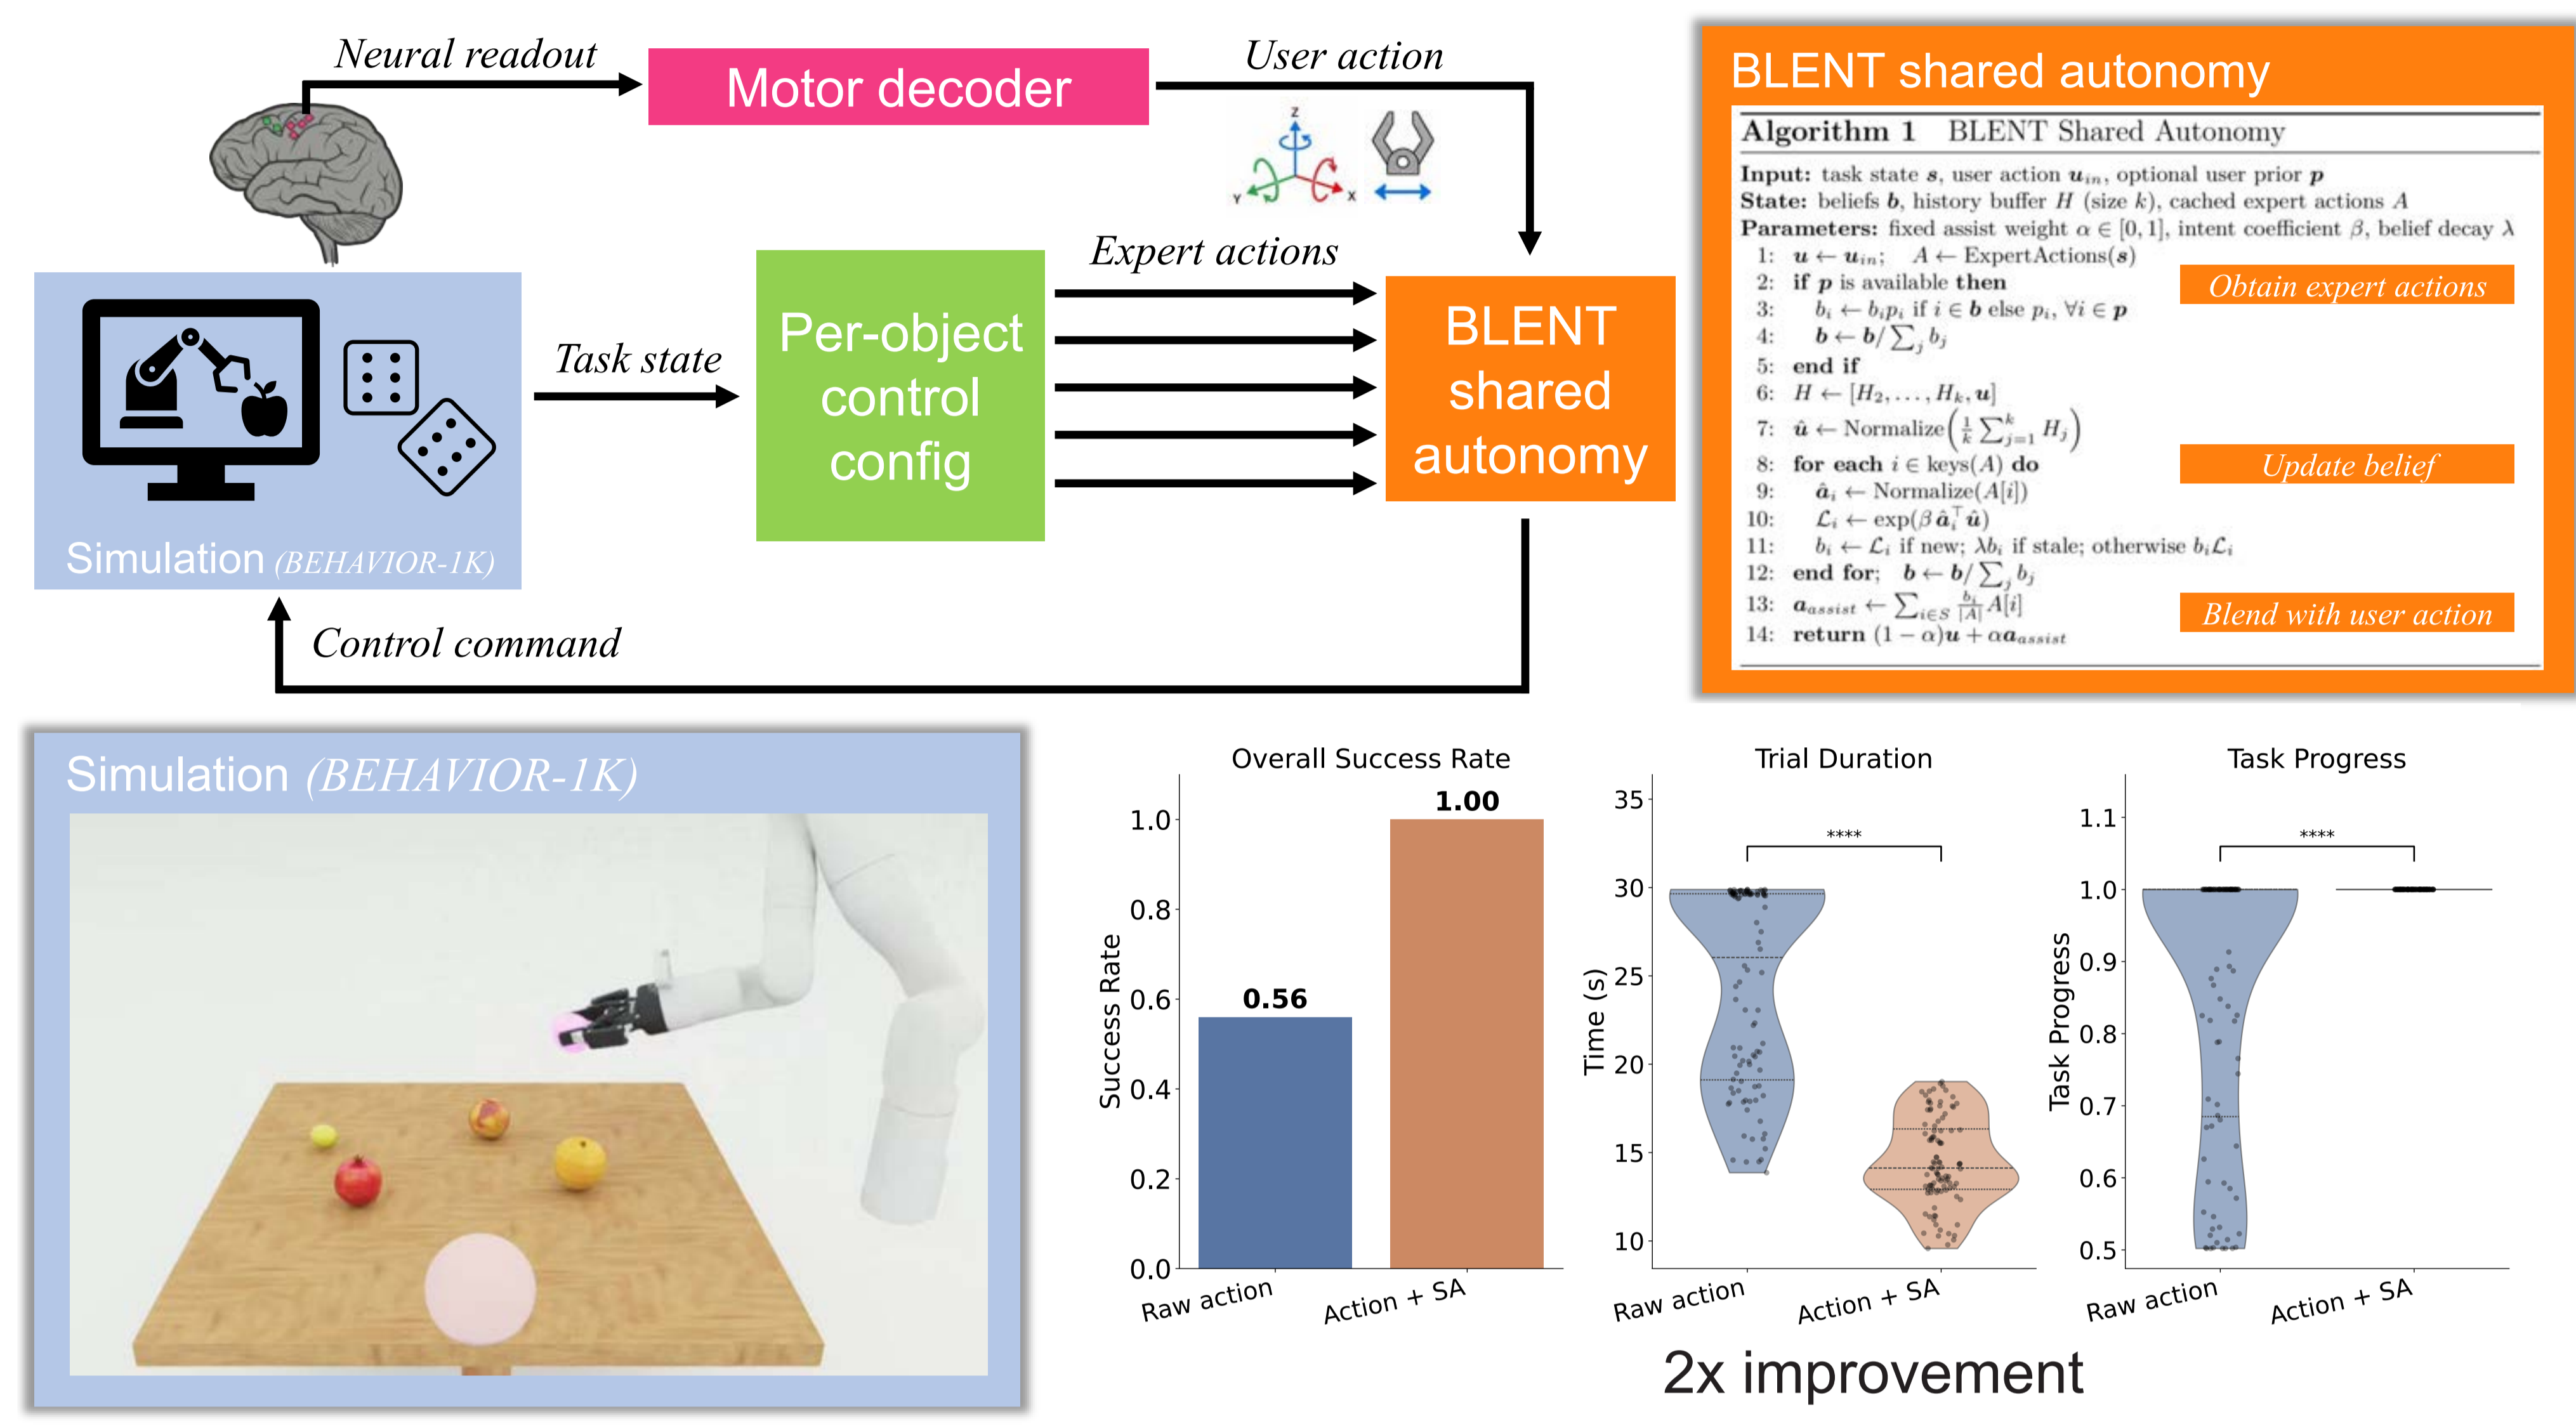 Neural readout
Motor decoder
User action
Z
Y
X
Expert actions
Task state
Per-object
control
config
BLENT
shared
autonomy
Simulation (BEHAVIOR-1K)
Control command
BLENT shared autonomy
Algorithm 1 BLENT Shared Autonomy
Input: task state s, user action u_in, optional user prior p
State: beliefs b, history buffer H (size k), cached expert actions A
Parameters: fixed assist weight α ∈ [0, 1], intent coefficient β, belief decay λ
1: u ← u_in; A ← ExpertActions(s)
Obtain expert actions
2: if p is available then
3: b_i ← b_i p_i if i ∈ b else p_i, ∀i ∈ p
4: b ← b/∑_j b_j
5: end if
6: H ← [H_2, . . . , H_k, u]
7: û ← Normalize(1/k ∑_{j=1}^k H_j)
8: for each i ∈ keys(A) do
Update belief
9: â_i ← Normalize(A[i])
10: ℒ_i ← exp(β â_i^⊤ û)
11: b_i ← ℒ_i if new; λb_i if stale; otherwise b_i ℒ_i
12: end for; b ← b/∑_j b_j
13: a_assist ← ∑_{i∈S} b_i/|A| A[i]
Blend with user action
14: return (1 − α)u + αa_assist
Simulation (BEHAVIOR-1K)
Overall Success Rate
Success Rate
1.0
0.8
0.6
0.4
0.2
0.0
0.56
1.00
Raw action
Action + SA
Trial Duration
Time (s)
35
30
25
20
15
10
****
Raw action
Action + SA
Task Progress
Task Progress
1.1
1.0
0.9
0.8
0.7
0.6
0.5
****
Raw action
Action + SA
2x improvement